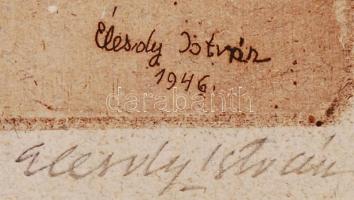 Élesdy István
1946.
darabanth
Élesdy István